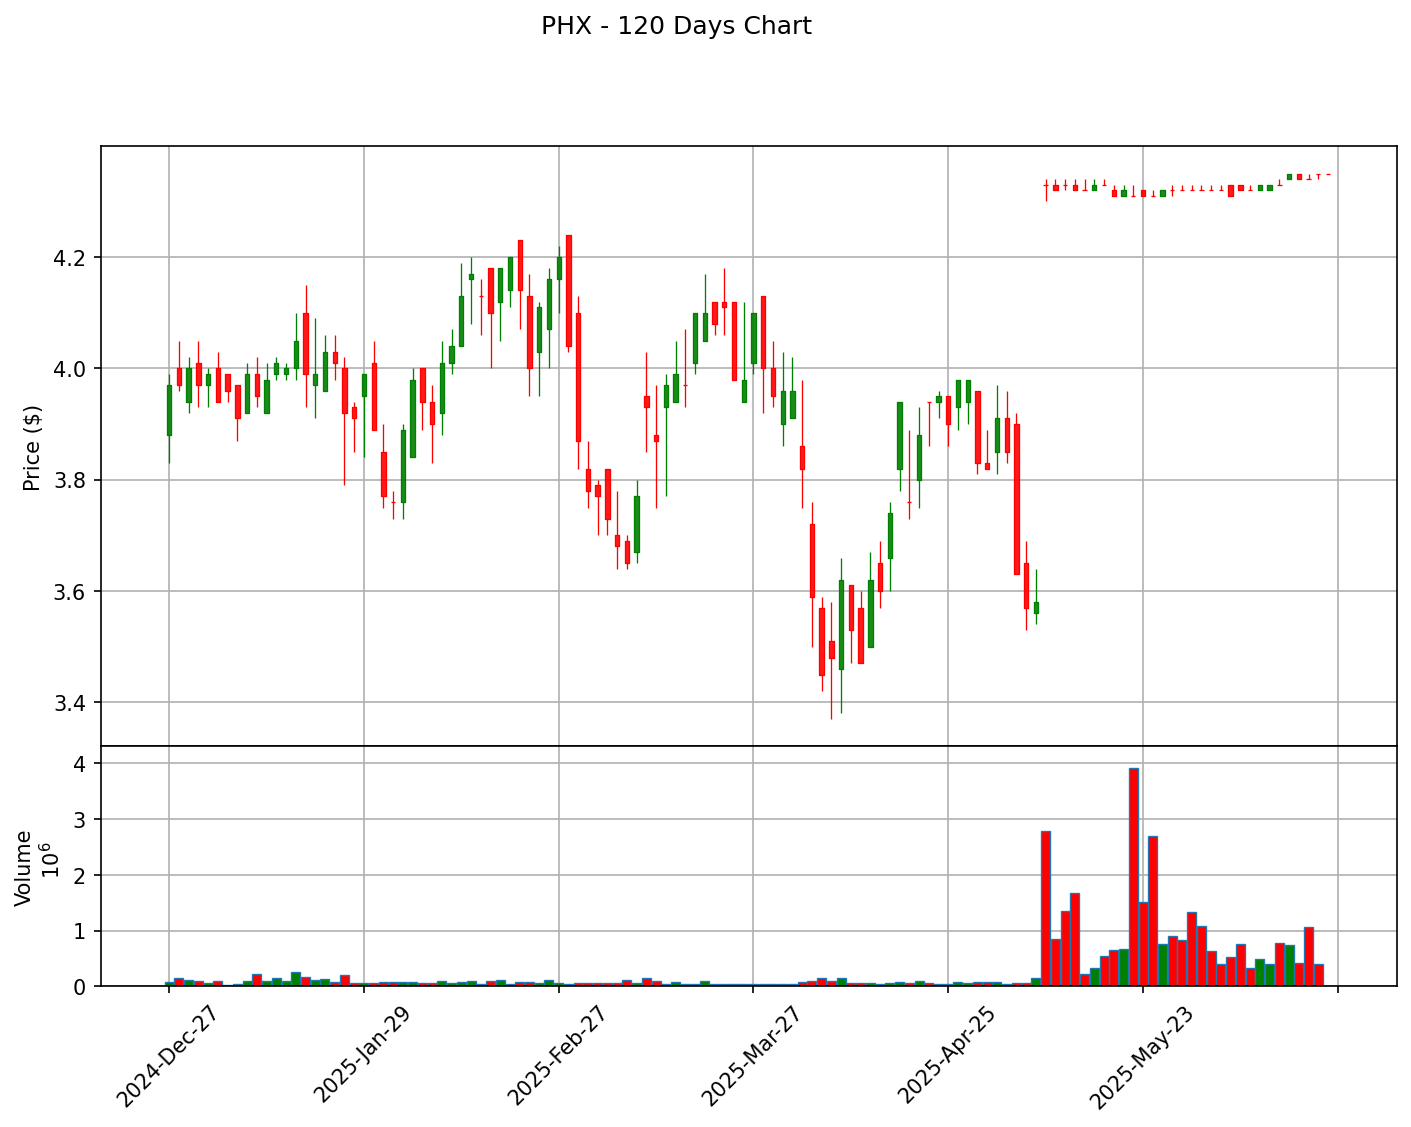 PHX - 120 Days Chart
Price ($)
4.2
4.0
3.8
3.6
3.4
Volume
10^6
4
3
2
1
0
2024-Dec-27
2025-Jan-29
2025-Feb-27
2025-Mar-27
2025-Apr-25
2025-May-23